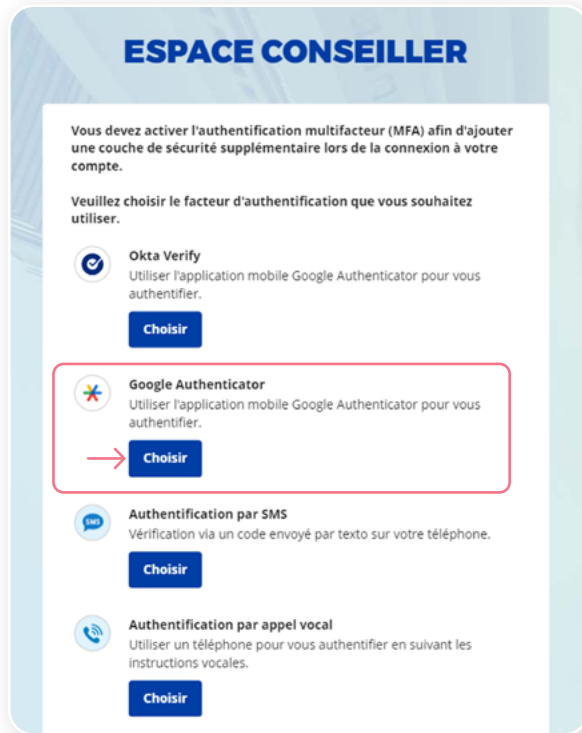 ESPACE CONSEILLER
Vous devez activer l'authentification multifacteur (MFA) afin d'ajouter
une couche de sécurité supplémentaire lors de la connexion à votre
compte.
Veuillez choisir le facteur d'authentification que vous souhaitez
utiliser.
Okta Verify
Utiliser l'application mobile Google Authenticator pour vous
authentifier.
Choisir
Google Authenticator
Utiliser l'application mobile Google Authenticator pour vous
authentifier.
Choisir
SMS
Authentification par SMS
Vérification via un code envoyé par texto sur votre téléphone.
Choisir
Authentification par appel vocal
Utiliser un téléphone pour vous authentifier en suivant les
instructions vocales.
Choisir